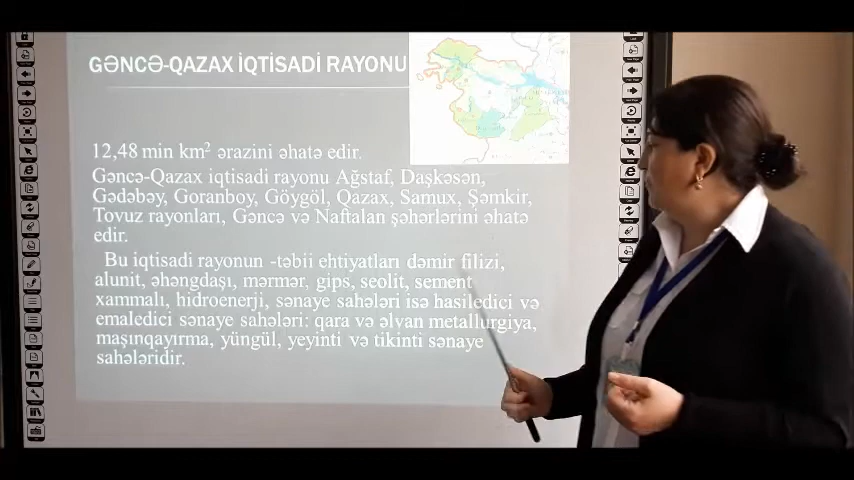 GƏNCƏ-QAZAX İQTİSADİ RAYONU
12,48 min km² ərazini əhatə edir.
Gəncə-Qazax iqtisadi rayonu Ağstaf, Daşkəsən,
Gədəbəy, Goranboy, Göygöl, Qazax, Samux, Şəmkir,
Tovuz rayonları, Gəncə və Naftalan şəhərlərini əhatə
edir.
Bu iqtisadi rayonun -təbii ehtiyatları dəmir filizi,
alunit, əhəngdaşı, mərmər, gips, seolit, sement
xammalı, hidroenerji, sənaye sahələri isə hasiledici və
emaledici sənaye sahələri: qara və əlvan metallurgiya,
maşınqayırma, yüngül, yeyinti və tikinti sənaye
sahələridir.